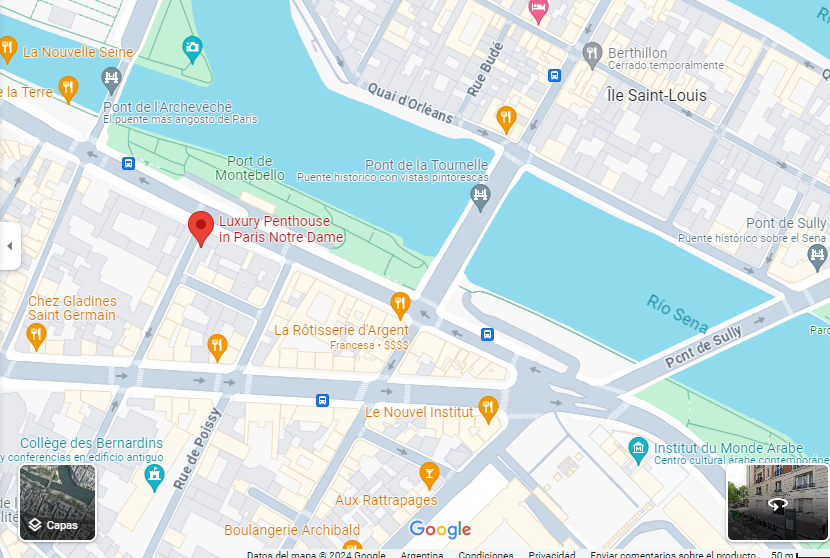 La Nouvelle Seine
e la Terre
Pont de l'Archevêché
El puente más angosto de París
Quai d'Orléans
Rue Budé
Berthillon
Cerrado temporalmente
Île Saint-Louis
Port de
Montebello
Pont de la Tournelle
Puente histórico con vistas pintorescas
Luxury Penthouse
in Paris Notre Dame
Pont de Sully
Puente histórico sobre el Sena
Chez Gladines
Saint Germain
La Rôtisserie d'Argent
Francesa • $$$$
Río Sena
Pont de Sully
Parc
Le Nouvel Institut
Collège des Bernardins
y conferencias en edificio antiguo
Rue de Poissy
Institut du Monde Arabe
Centro cultural árabe contemporáne
Aux Rattrapages
Capas
Boulangerie Archibald
Google
Datos del mapa © 2024 Google
Argentina
Condiciones
Privacidad
Enviar comentarios sobre el producto
50 m